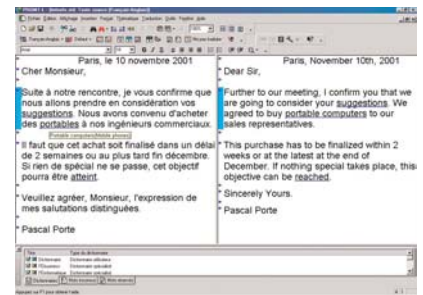 Paris, le 10 novembre 2001
Cher Monsieur,
Suite à notre rencontre, je vous confirme que
nous allons prendre en considération vos
suggestions. Nous avons convenu d'acheter
des portables à nos ingénieurs commerciaux.
Portable computers(Mobile phones)
Il faut que cet achat soit finalisé dans un délai
de 2 semaines ou au plus tard fin décembre.
Si rien de spécial ne se passe, cet objectif
pourra être atteint.
Veuillez agréer, Monsieur, l'expression de
mes salutations distinguées.
Pascal Porte
Paris, November 10th, 2001
Dear Sir,
Further to our meeting, I confirm you that we
are going to consider your suggestions. We
agreed to buy portable computers to our
sales representatives.
This purchase has to be finalized within 2
weeks or at the latest at the end of
December. If nothing special takes place, this
objective can be reached.
Sincerely Yours.
Pascal Porte